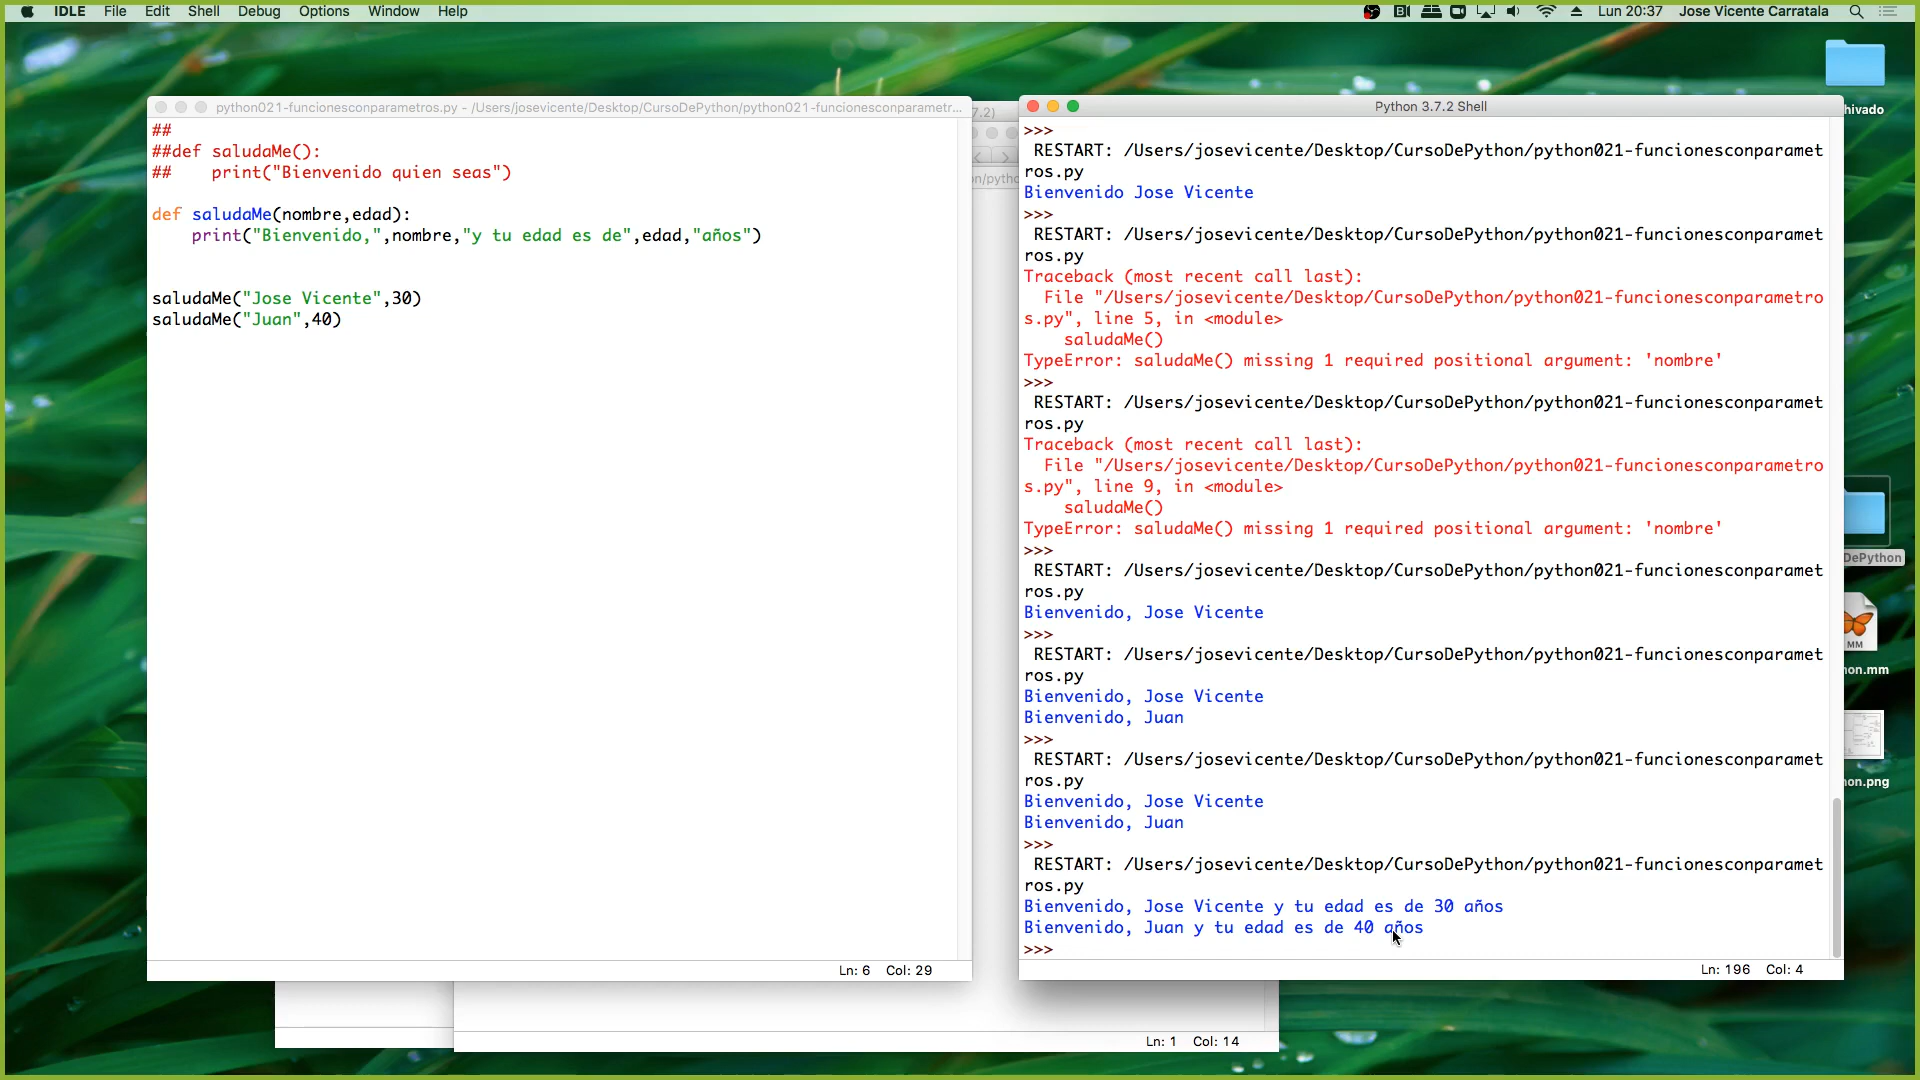 IDLE File Edit Shell Debug Options Window Help
Lun 20:37 Jose Vicente Carratala
python021-funcionesconparametros.py - /Users/josevicente/Desktop/CursoDePython/python021-funcionesconparametr...
##
##def saludaMe():
##    print("Bienvenido quien seas")
def saludaMe(nombre,edad):
    print("Bienvenido,",nombre,"y tu edad es de",edad,"años")
saludaMe("Jose Vicente",30)
saludaMe("Juan",40)
Ln: 6 Col: 29
7.2)
n/pytho
Ln: 1 Col: 14
Python 3.7.2 Shell
>>>
 RESTART: /Users/josevicente/Desktop/CursoDePython/python021-funcionesconparamet
ros.py
Bienvenido Jose Vicente
>>>
 RESTART: /Users/josevicente/Desktop/CursoDePython/python021-funcionesconparamet
ros.py
Traceback (most recent call last):
  File "/Users/josevicente/Desktop/CursoDePython/python021-funcionesconparametro
s.py", line 5, in <module>
    saludaMe()
TypeError: saludaMe() missing 1 required positional argument: 'nombre'
>>>
 RESTART: /Users/josevicente/Desktop/CursoDePython/python021-funcionesconparamet
ros.py
Traceback (most recent call last):
  File "/Users/josevicente/Desktop/CursoDePython/python021-funcionesconparametro
s.py", line 9, in <module>
    saludaMe()
TypeError: saludaMe() missing 1 required positional argument: 'nombre'
>>>
 RESTART: /Users/josevicente/Desktop/CursoDePython/python021-funcionesconparamet
ros.py
Bienvenido, Jose Vicente
>>>
 RESTART: /Users/josevicente/Desktop/CursoDePython/python021-funcionesconparamet
ros.py
Bienvenido, Jose Vicente
Bienvenido, Juan
>>>
 RESTART: /Users/josevicente/Desktop/CursoDePython/python021-funcionesconparamet
ros.py
Bienvenido, Jose Vicente
Bienvenido, Juan
>>>
 RESTART: /Users/josevicente/Desktop/CursoDePython/python021-funcionesconparamet
ros.py
Bienvenido, Jose Vicente y tu edad es de 30 años
Bienvenido, Juan y tu edad es de 40 años
>>>
Ln: 196 Col: 4
hivado
DePython
MM
on.mm
on.png